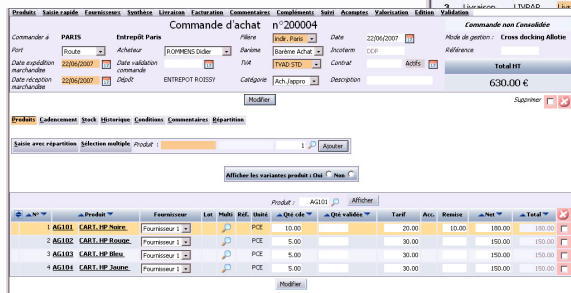 3 Livraison LIVPAR
Produits Saisie rapide Fournisseurs Synthèse Livraison Facturation Commentaires Compléments Suivi Acomptes Valorisation Edition Validation
Commande d'achat n°200004
Commande non Consolidée
Commander à PARIS Entrepôt Paris Filière indir. Paris Date 22/06/2007 Mode de gestion : Cross docking Allotie
Port Route Acheteur ROMMENS Didier Barème Barème Achat Incoterm DDP Référence
Date expédition marchandise 22/06/2007 Date validation commande TVA TVAD STD Contrat Actifs Total HT
Date réception marchandise 22/06/2007 Dépôt ENTREPOT ROISSY Catégorie Ach./appro Description 630.00 €
Modifier
Supprimer
Produits Cadencement Stock Historique Conditions Commentaires Répartition
Saisie avec répartition Sélection multiple Produit : 1 Ajouter
Afficher les variantes produit : Oui Non
Produit : AG101 Afficher
N° Produit Fournisseur Lot Multi Réf. Unité Qté cde Qté validée Tarif Acc. Remise Net Total
1 AG101 CART. HP Noire Fournisseur 1 PCE 10.00 20.00 10.00 180.00 180.00
2 AG102 CART. HP Rouge Fournisseur 1 PCE 5.00 30.00 150.00 150.00
3 AG103 CART. HP Bleu Fournisseur 1 PCE 5.00 30.00 150.00 150.00
4 AG104 CART. HP Jaune Fournisseur 1 PCE 5.00 30.00 150.00 150.00
Modifier